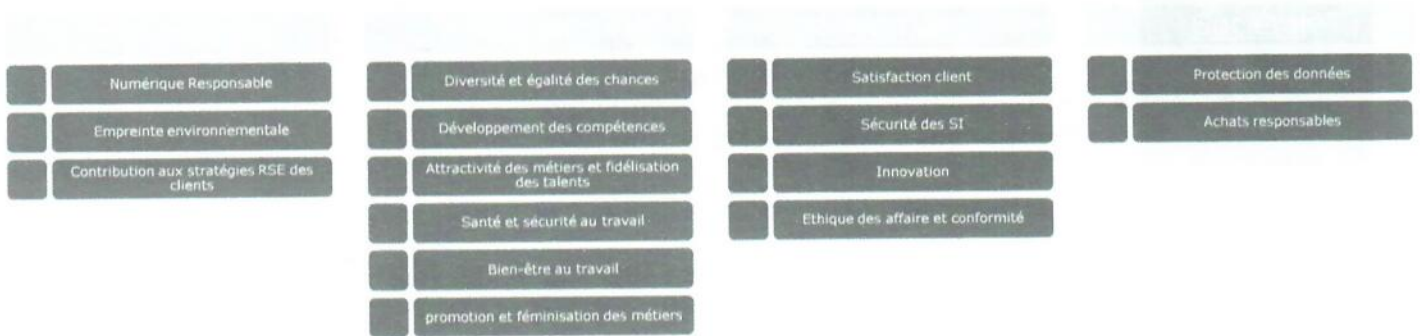 Numérique Responsable
Empreinte environnementale
Contribution aux stratégies RSE des
clients
Diversité et égalité des chances
Développement des compétences
Attractivité des métiers et fidélisation
des talents
Santé et sécurité au travail
Bien-être au travail
promotion et féminisation des métiers
Satisfaction client
Sécurité des SI
Innovation
Ethique des affaire et conformité
Protection des données
Achats responsables